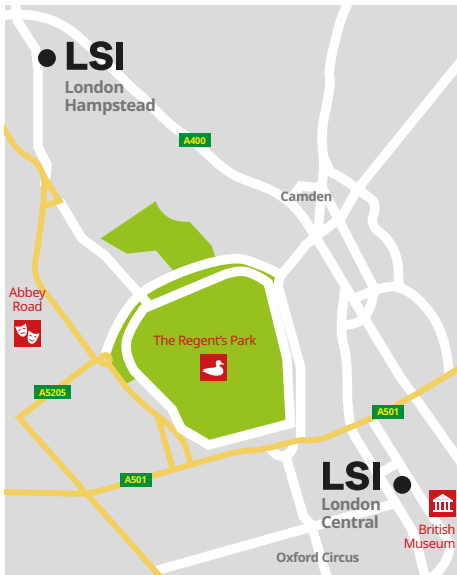 LSI
London
Hampstead
A400
Camden
Abbey
Road
The Regent's Park
A5205
A501
A501
LSI
London
Central
British
Museum
Oxford Circus